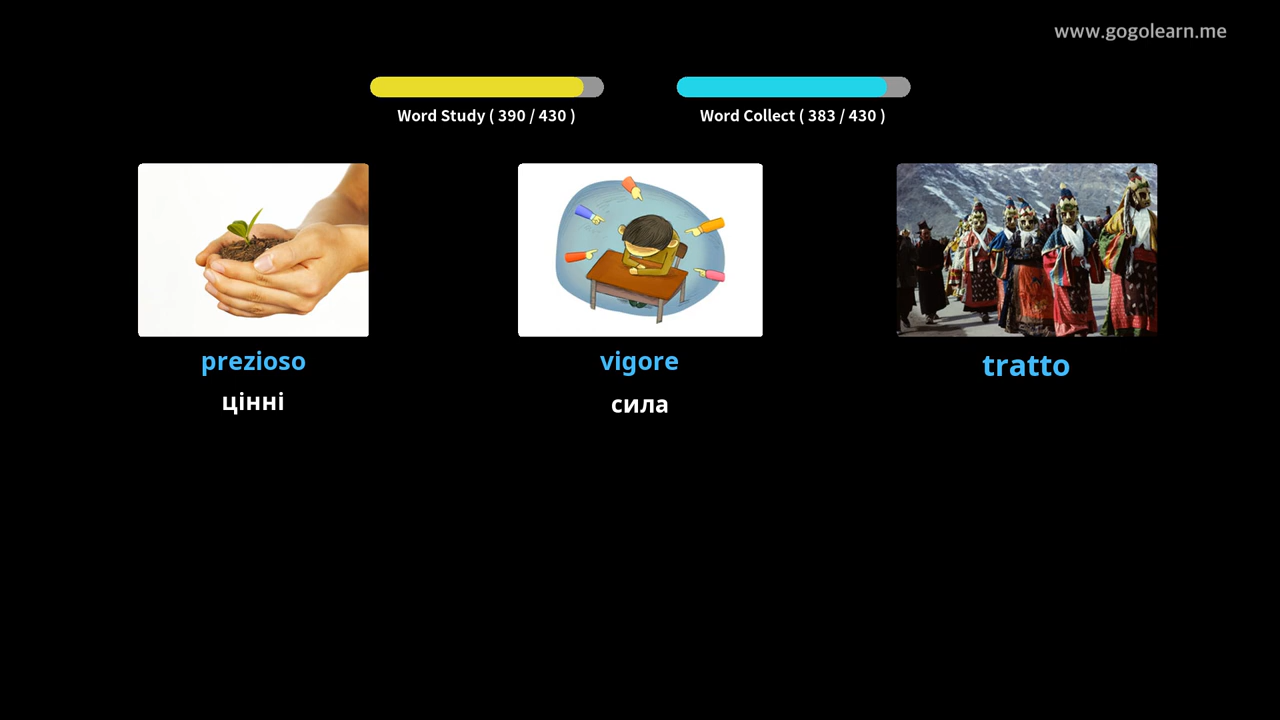 www.gogolearn.me
Word Study ( 390 / 430 )
Word Collect ( 383 / 430 )
prezioso
цінні
vigore
сила
tratto